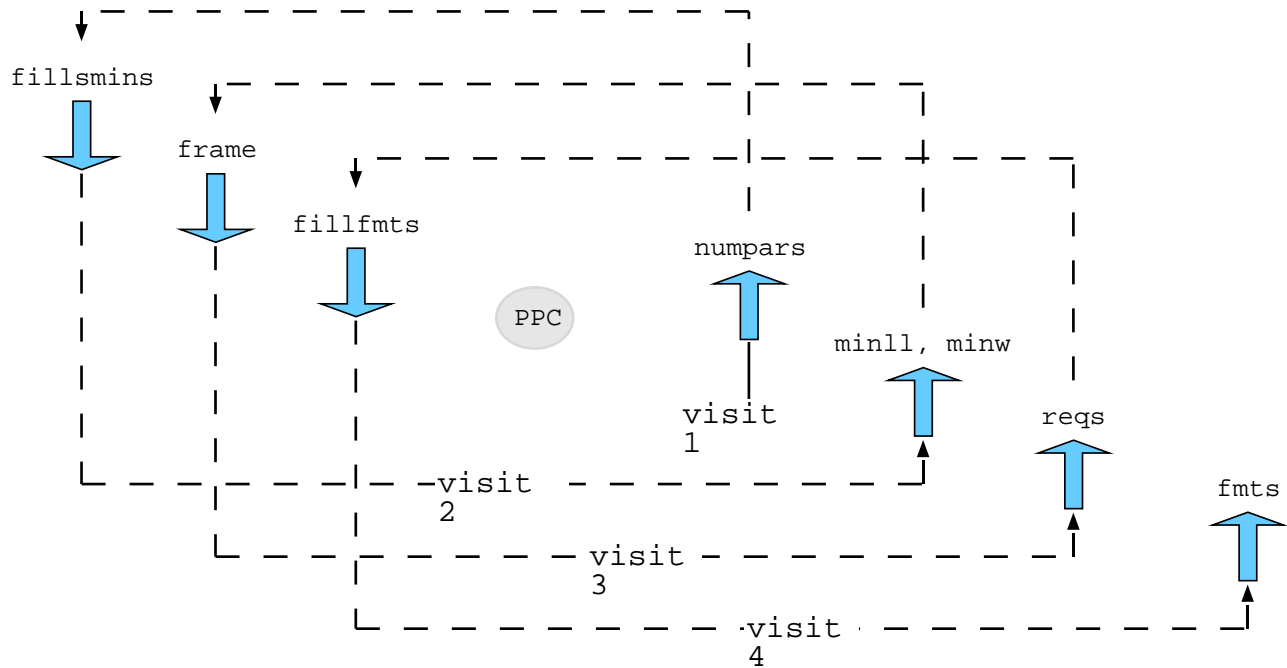 fillsmins
frame
fillfmts
numpars
PPC
minll, minw
visit
1
reqs
visit
2
fmts
visit
3
visit
4